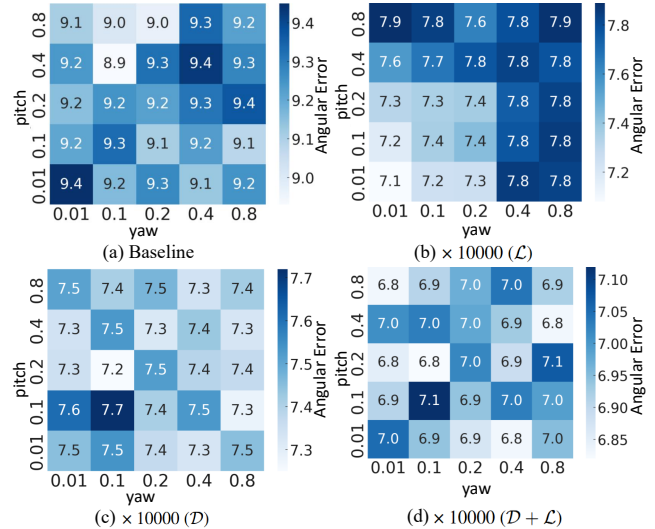 0.8 9.1 9.0 9.0 9.3 9.2
0.4 9.2 8.9 9.3 9.4 9.3
0.2 9.2 9.2 9.2 9.3 9.4
0.1 9.2 9.3 9.1 9.2 9.1
0.01 9.4 9.2 9.3 9.1 9.2
pitch
0.01 0.1 0.2 0.4 0.8
yaw
9.4
9.3
9.2
9.1
9.0
Angular Error
(a) Baseline
0.8 7.9 7.8 7.6 7.8 7.9
0.4 7.6 7.7 7.8 7.8 7.8
0.2 7.3 7.3 7.4 7.8 7.8
0.1 7.2 7.4 7.4 7.8 7.8
0.01 7.1 7.2 7.3 7.8 7.8
pitch
0.01 0.1 0.2 0.4 0.8
yaw
7.8
7.6
7.4
7.2
Angular Error
(b) × 10000 (ℒ)
0.8 7.5 7.4 7.5 7.3 7.4
0.4 7.3 7.5 7.3 7.4 7.3
0.2 7.3 7.2 7.5 7.4 7.4
0.1 7.6 7.7 7.4 7.5 7.3
0.01 7.5 7.5 7.4 7.3 7.5
pitch
0.01 0.1 0.2 0.4 0.8
yaw
7.7
7.6
7.5
7.4
7.3
Angular Error
(c) × 10000 (𝒟)
0.8 6.8 6.9 7.0 7.0 6.9
0.4 7.0 7.0 7.0 6.9 6.8
0.2 6.8 6.8 7.0 6.9 7.1
0.1 6.9 7.1 6.9 7.0 7.0
0.01 7.0 6.9 6.9 6.8 7.0
pitch
0.01 0.1 0.2 0.4 0.8
yaw
7.10
7.05
7.00
6.95
6.90
6.85
Angular Error
(d) × 10000 (𝒟 + ℒ)